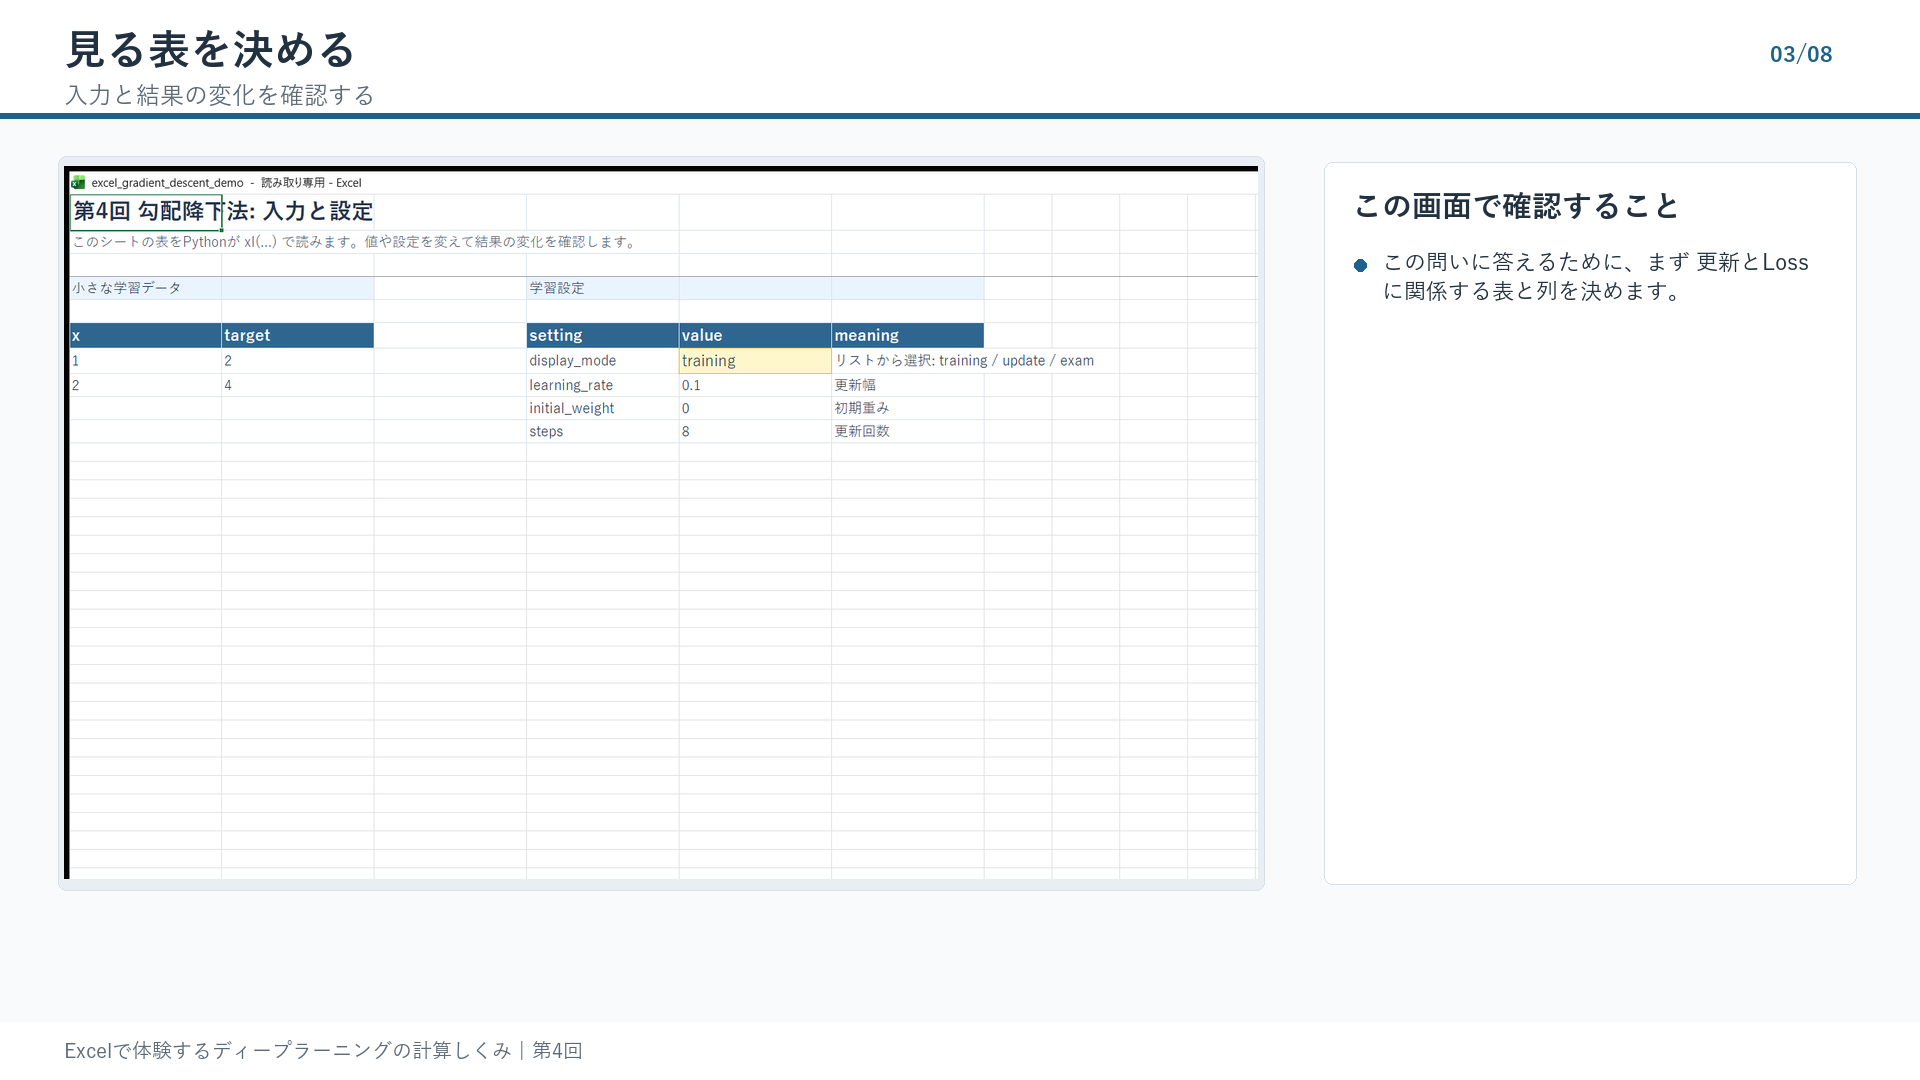 見る表を決める
入力と結果の変化を確認する
03/08
excel_gradient_descent_demo - 読み取り専用 - Excel
第4回 勾配降下法: 入力と設定
このシートの表をPythonが xl(...) で読みます。値や設定を変えて結果の変化を確認します。
小さな学習データ 学習設定
x target setting value meaning
1 2 display_mode training リストから選択: training / update / exam
2 4 learning_rate 0.1 更新幅
initial_weight 0 初期重み
steps 8 更新回数
この画面で確認すること
この問いに答えるために、まず 更新とLoss
に関係する表と列を決めます。
Excelで体験するディープラーニングの計算しくみ｜第4回